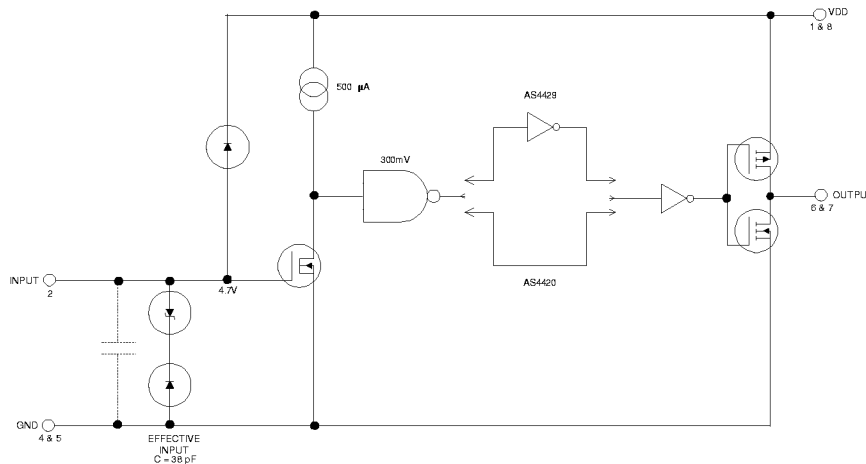 VDD
1 & 8
500 µA
AS4429
300mV
OUTPU
6 & 7
INPUT
2
4.7V
AS4420
GND
4 & 5
EFFECTIVE
INPUT
C = 38 pF